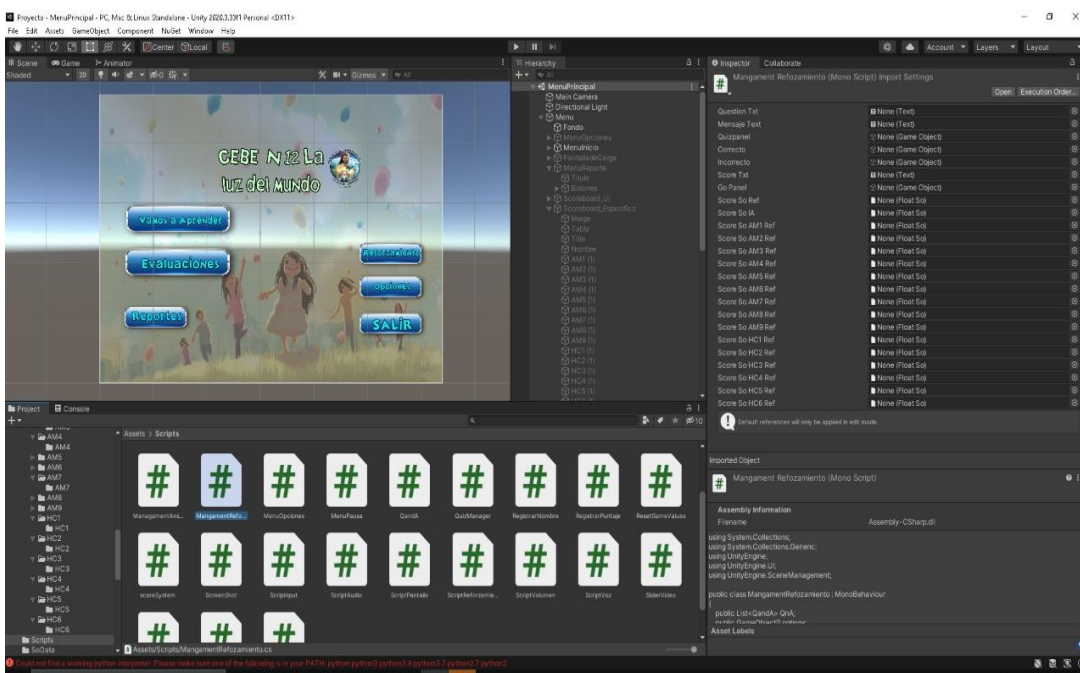 Proyecto - MenuPrincipal - PC, Mac & Linux Standalone - Unity 2020.3.33f1 Personal <DX11>
File Edit Assets GameObject Component NuGet Window Help
Center Local
Account Layers Layout
Scene Game Animator
Shaded 2D Gizmos All
CEBE N 12 La
luz del Mundo
Vamos a Aprender
Evaluaciones
Reportes
Reforzamiento
Opciones
SALIR
Hierarchy
All
MenuPrincipal
Main Camera
Directional Light
Menu
Fondo
MenuOpciones
MenuInicio
PantalladeCarga
MenuReporte
Titulo
Botones
Scoreboard_UI
Scoreboard_Especifico
Image
Tabla
Title
Nombre
AM1 (1)
AM2 (1)
AM3 (1)
AM4 (1)
AM5 (1)
AM6 (1)
AM7 (1)
AM8 (1)
AM9 (1)
HC1 (1)
HC2 (1)
HC3 (1)
HC4 (1)
HC5 (1)
Inspector Collaborate
Mangament Refozamiento (Mono Script) Import Settings
Open Execution Order...
Question Txt None (Text)
Mensaje Text None (Text)
Quizpanel None (Game Object)
Correcto None (Game Object)
Incorrecto None (Game Object)
Score Txt None (Text)
Go Panel None (Game Object)
Score So Ref None (Float So)
Score So IA None (Float So)
Score So AM1 Ref None (Float So)
Score So AM2 Ref None (Float So)
Score So AM3 Ref None (Float So)
Score So AM4 Ref None (Float So)
Score So AM5 Ref None (Float So)
Score So AM6 Ref None (Float So)
Score So AM7 Ref None (Float So)
Score So AM8 Ref None (Float So)
Score So AM9 Ref None (Float So)
Score So HC1 Ref None (Float So)
Score So HC2 Ref None (Float So)
Score So HC3 Ref None (Float So)
Score So HC4 Ref None (Float So)
Score So HC5 Ref None (Float So)
Score So HC6 Ref None (Float So)
Default references will only be applied in edit mode.
Imported Object
Mangament Refozamiento (Mono Script)
Assembly Information
Filename Assembly-CSharp.dll
using System.Collections;
using System.Collections.Generic;
using UnityEngine;
using UnityEngine.UI;
using UnityEngine.SceneManagement;
public class MangamentRefozamiento : MonoBehaviour
{
public List<QandA> QnA;
public GameObject[] options;
Asset Labels
Project Console
10
AM4
AM4
AM5
AM6
AM7
AM7
AM8
AM9
HC1
HC1
HC2
HC2
HC3
HC3
HC4
HC4
HC5
HC5
HC6
HC6
Scripts
SoData
Assets > Scripts
ManagamentAns... MangamentRefo... MenuOpciones MenuPausa QandA QuizManager RegistrarNombre RegistrarPuntaje ResetGameValues
scoreSystem ScreenShot ScriptInput ScriptAudio ScriptPantalla ScriptReforzamie... ScriptVolumen ScriptVoz SliderVideo
Assets/Scripts/MangamentRefozamiento.cs
Could not find a working python interpreter. Please make sure one of the following is in your PATH: python python3 python3.8 python3.7 python2.7 python2